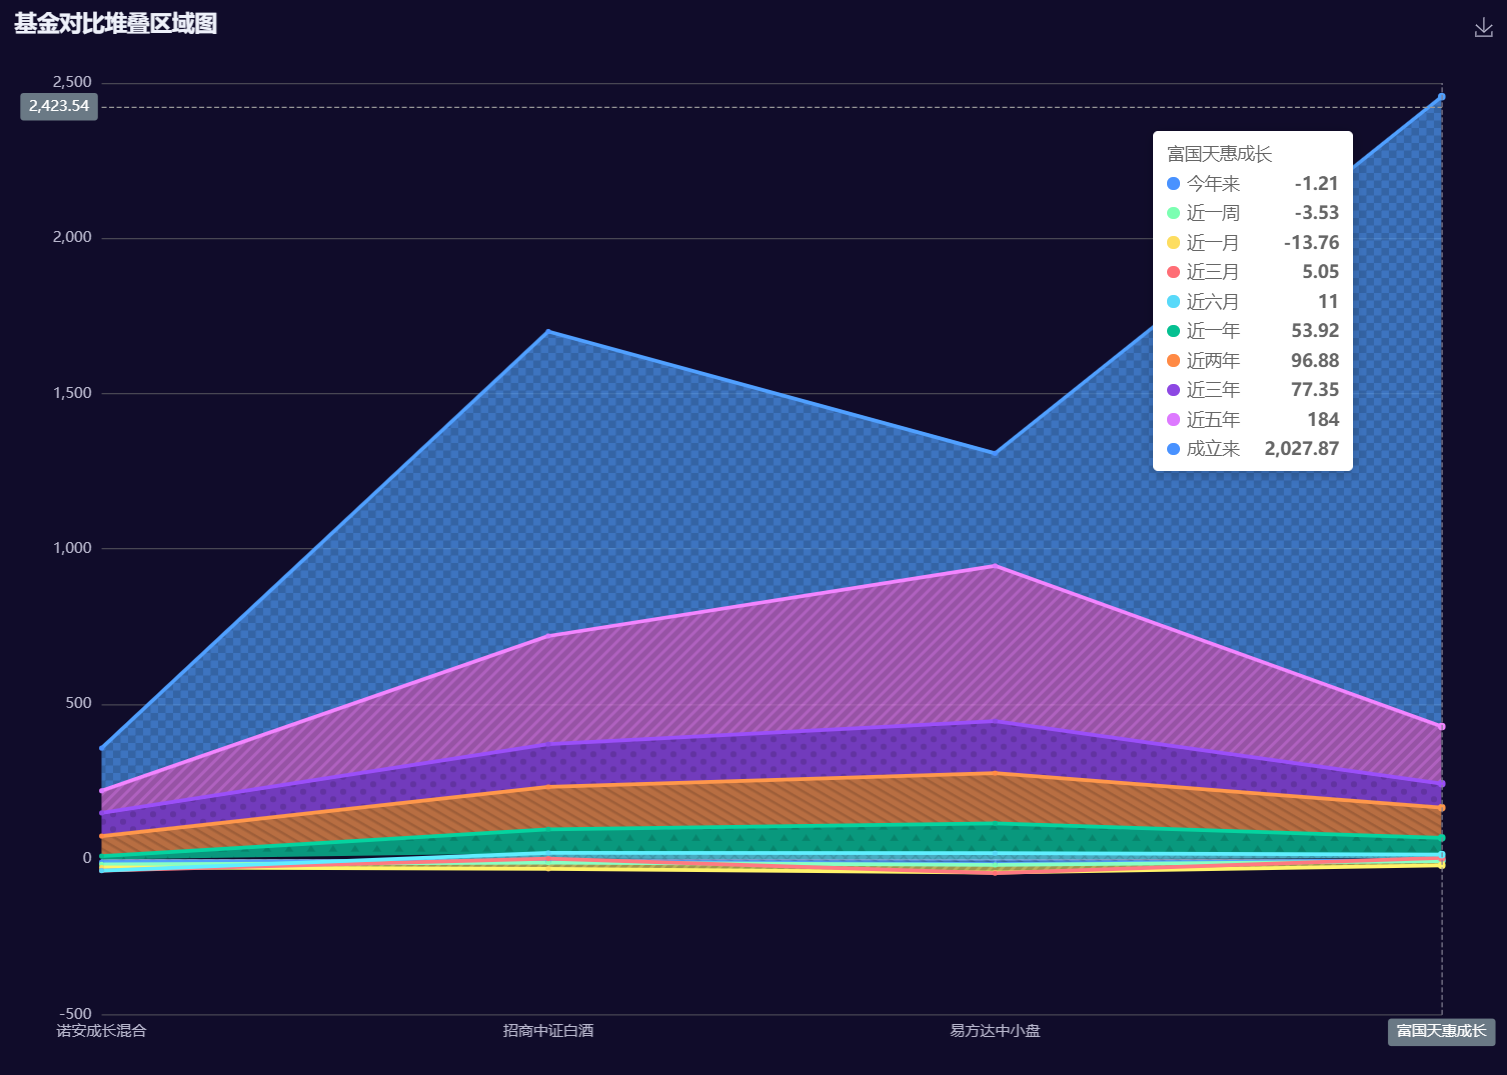 基金对比堆叠区域图
2,500
2,423.54
富国天惠成长
今年来 -1.21
近一周 -3.53
近一月 -13.76
近三月 5.05
近六月 11
近一年 53.92
近两年 96.88
近三年 77.35
近五年 184
成立来 2,027.87
2,000
1,500
1,000
500
0
-500
诺安成长混合 招商中证白酒 易方达中小盘 富国天惠成长